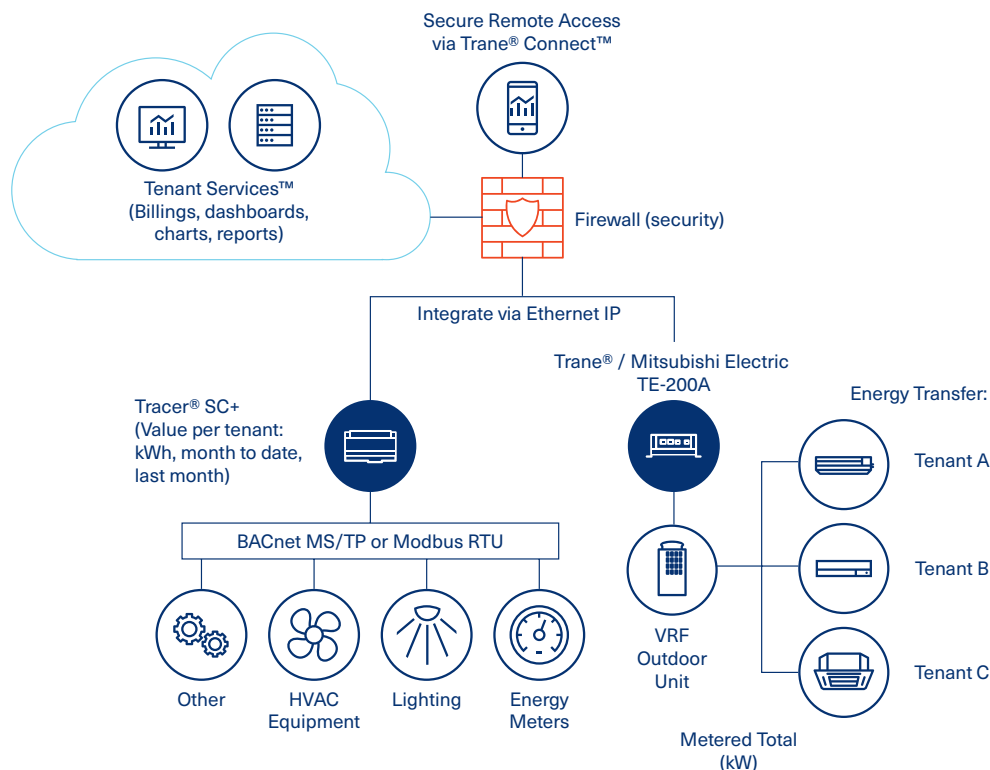 Secure Remote Access
via Trane® Connect™
Tenant Services™
(Billings, dashboards,
charts, reports)
Firewall (security)
Integrate via Ethernet IP
Trane® / Mitsubishi Electric
TE-200A
Energy Transfer:
Tracer® SC+
(Value per tenant:
kWh, month to date,
last month)
Tenant A
BACnet MS/TP or Modbus RTU
Tenant B
VRF
Outdoor
Unit
Tenant C
Other
HVAC
Equipment
Lighting
Energy
Meters
Metered Total
(kW)